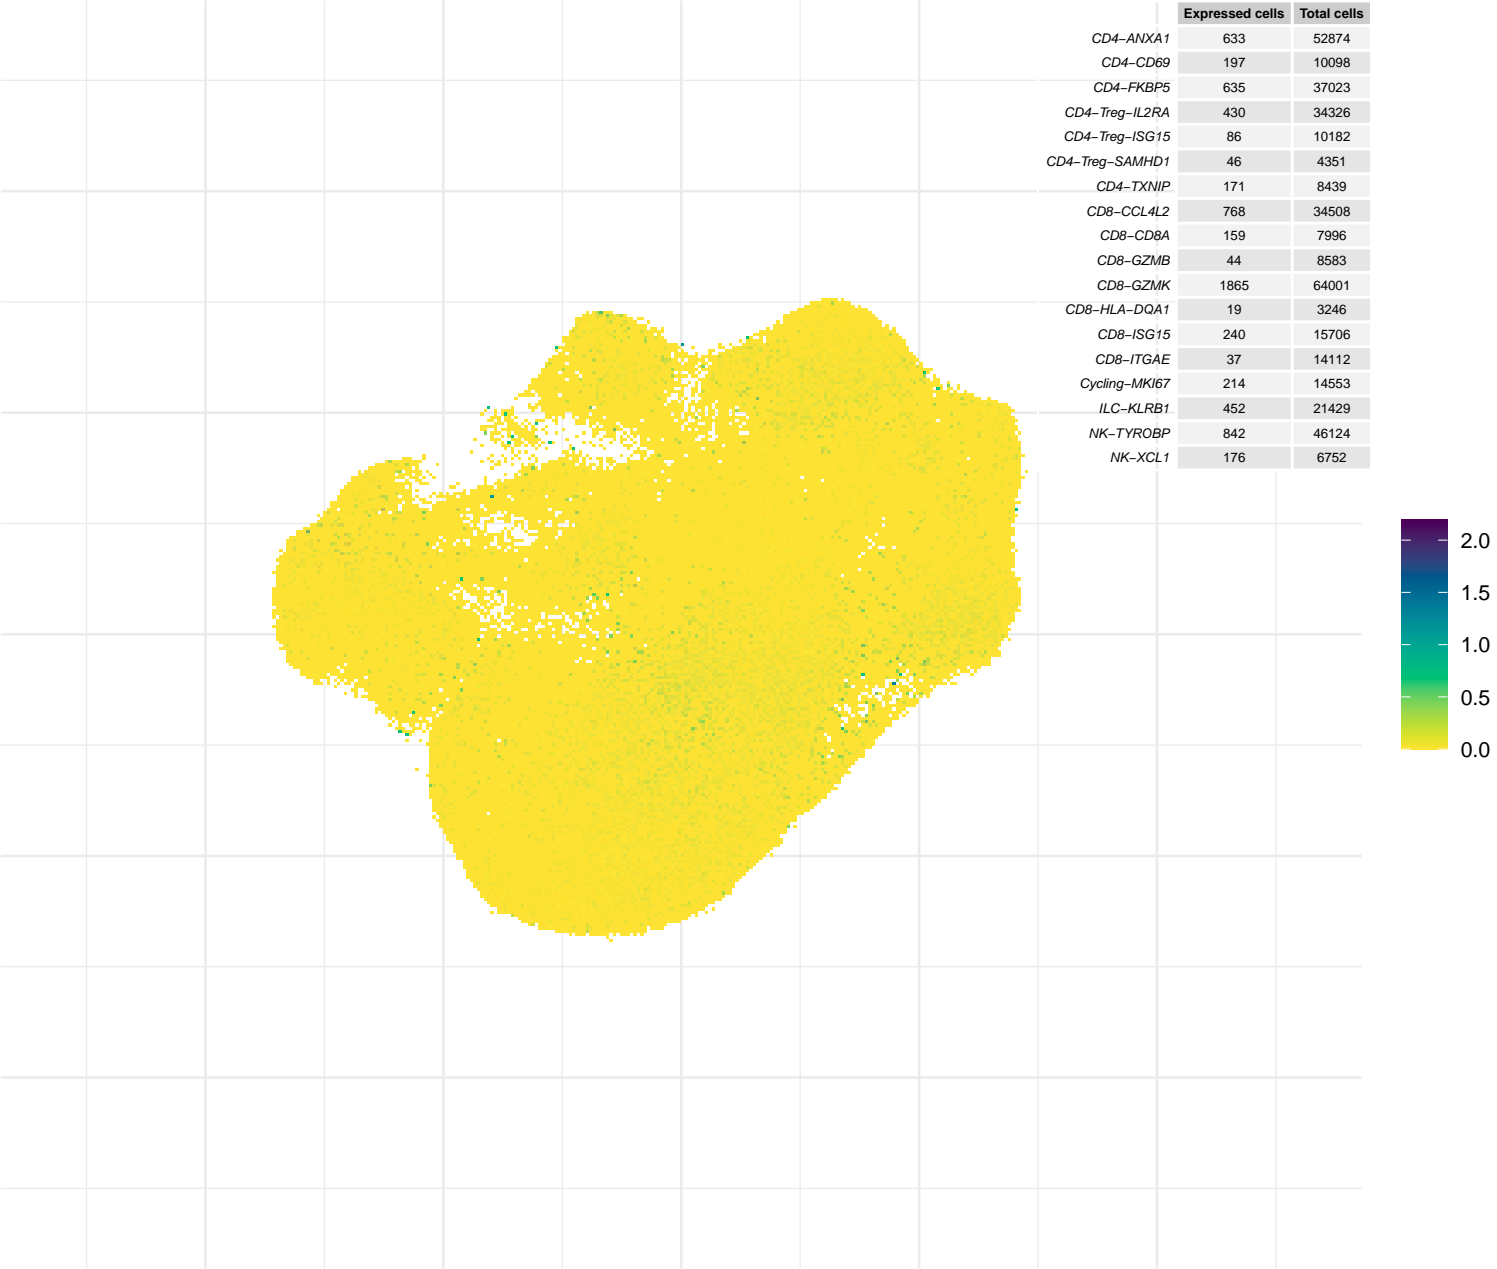 Expressed cells Total cells
CD4−ANXA1 633 52874
CD4−CD69 197 10098
CD4−FKBP5 635 37023
CD4−Treg−IL2RA 430 34326
CD4−Treg−ISG15 86 10182
CD4−Treg−SAMHD1 46 4351
CD4−TXNIP 171 8439
CD8−CCL4L2 768 34508
CD8−CD8A 159 7996
CD8−GZMB 44 8583
CD8−GZMK 1865 64001
CD8−HLA−DQA1 19 3246
CD8−ISG15 240 15706
CD8−ITGAE 37 14112
Cycling−MKI67 214 14553
ILC−KLRB1 452 21429
NK−TYROBP 842 46124
NK−XCL1 176 6752
2.0
1.5
1.0
0.5
0.0